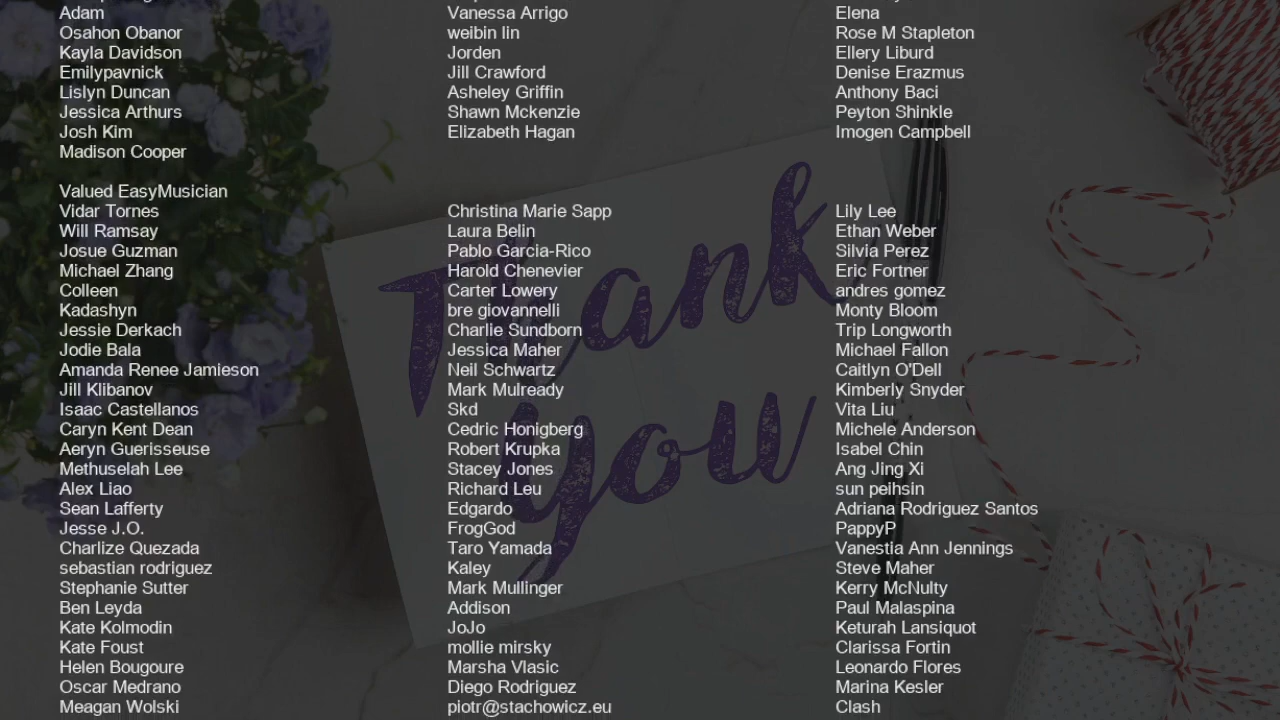 Adam
Osahon Obanor
Kayla Davidson
Emilypavnick
Lislyn Duncan
Jessica Arthurs
Josh Kim
Madison Cooper
Vanessa Arrigo
weibin lin
Jorden
Jill Crawford
Asheley Griffin
Shawn Mckenzie
Elizabeth Hagan
Elena
Rose M Stapleton
Ellery Liburd
Denise Erazmus
Anthony Baci
Peyton Shinkle
Imogen Campbell
Valued EasyMusician
Vidar Tornes
Will Ramsay
Josue Guzman
Michael Zhang
Colleen
Kadashyn
Jessie Derkach
Jodie Bala
Amanda Renee Jamieson
Jill Klibanov
Isaac Castellanos
Caryn Kent Dean
Aeryn Guerisseuse
Methuselah Lee
Alex Liao
Sean Lafferty
Jesse J.O.
Charlize Quezada
sebastian rodriguez
Stephanie Sutter
Ben Leyda
Kate Kolmodin
Kate Foust
Helen Bougoure
Oscar Medrano
Meagan Wolski
Christina Marie Sapp
Laura Belin
Pablo Garcia-Rico
Harold Chenevier
Carter Lowery
bre giovannelli
Charlie Sundborn
Jessica Maher
Neil Schwartz
Mark Mulready
Skd
Cedric Honigberg
Robert Krupka
Stacey Jones
Richard Leu
Edgardo
FrogGod
Taro Yamada
Kaley
Mark Mullinger
Addison
JoJo
mollie mirsky
Marsha Vlasic
Diego Rodriguez
piotr@stachowicz.eu
Lily Lee
Ethan Weber
Silvia Perez
Eric Fortner
andres gomez
Monty Bloom
Trip Longworth
Michael Fallon
Caitlyn O'Dell
Kimberly Snyder
Vita Liu
Michele Anderson
Isabel Chin
Ang Jing Xi
sun peihsin
Adriana Rodriguez Santos
PappyP
Vanestia Ann Jennings
Steve Maher
Kerry McNulty
Paul Malaspina
Keturah Lansiquot
Clarissa Fortin
Leonardo Flores
Marina Kesler
Clash
Thank
you